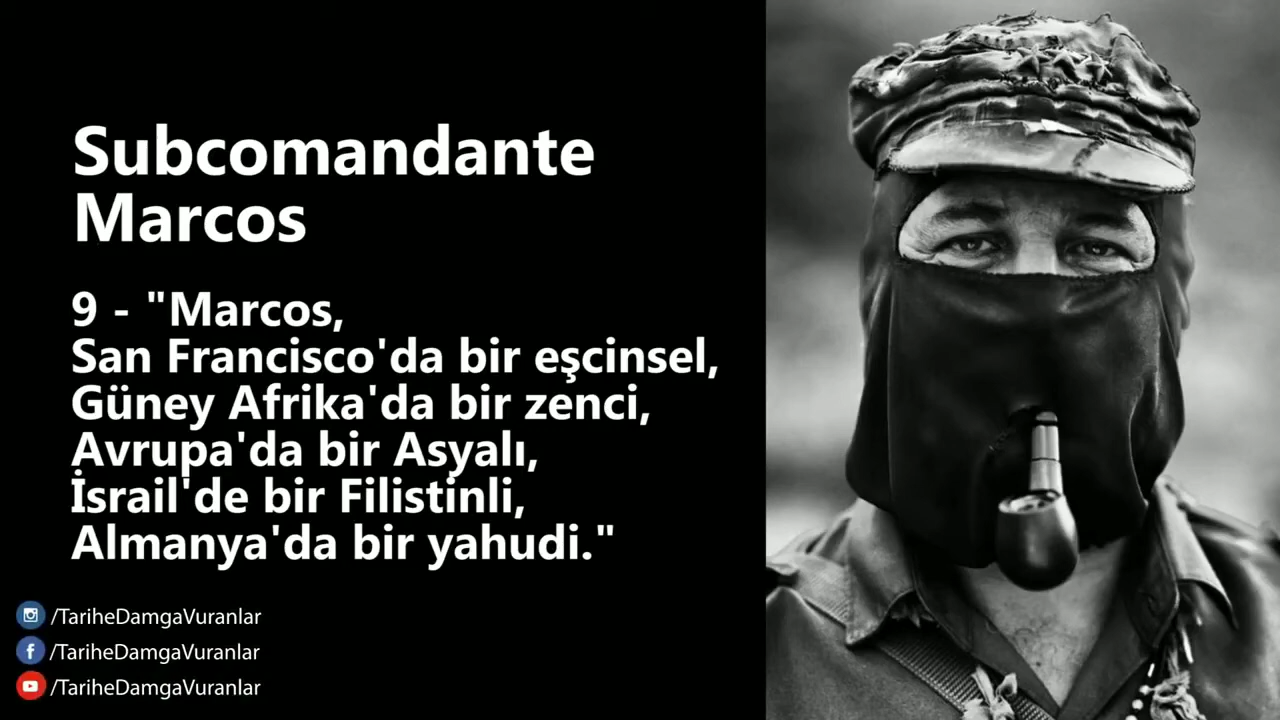 Subcomandante
Marcos
9 - "Marcos,
San Francisco'da bir eşcinsel,
Güney Afrika'da bir zenci,
Avrupa'da bir Asyalı,
İsrail'de bir Filistinli,
Almanya'da bir yahudi."
/TariheDamgaVuranlar
/TariheDamgaVuranlar
/TariheDamgaVuranlar